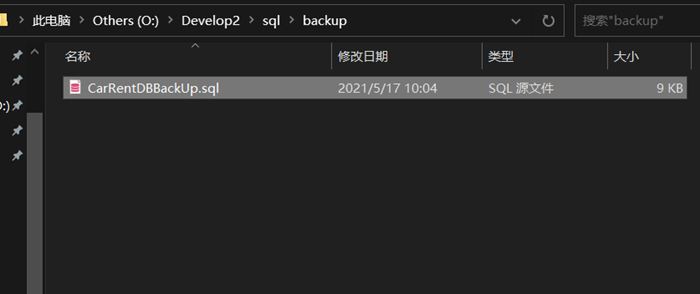 此电脑 › Others (O:) › Develop2 › sql › backup 搜索"backup"
名称 修改日期 类型 大小
CarRentDBBackUp.sql 2021/5/17 10:04 SQL 源文件 9 KB
:)